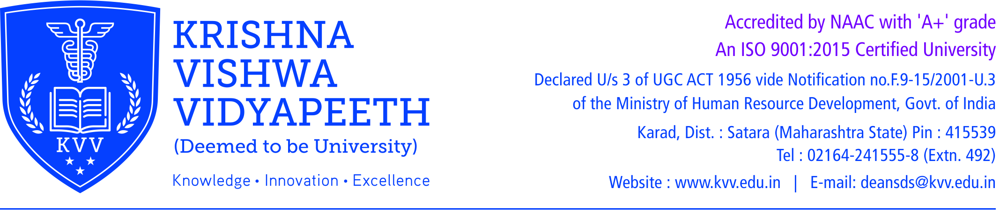 KVV
KRISHNA
VISHWA
VIDYAPEETH
(Deemed to be University)
Knowledge • Innovation • Excellence
Accredited by NAAC with 'A+' grade
An ISO 9001:2015 Certified University
Declared U/s 3 of UGC ACT 1956 vide Notification no.F.9-15/2001-U.3
of the Ministry of Human Resource Development, Govt. of India
Karad, Dist. : Satara (Maharashtra State) Pin : 415539
Tel : 02164-241555-8 (Extn. 492)
Website : www.kvv.edu.in | E-mail: deansds@kvv.edu.in